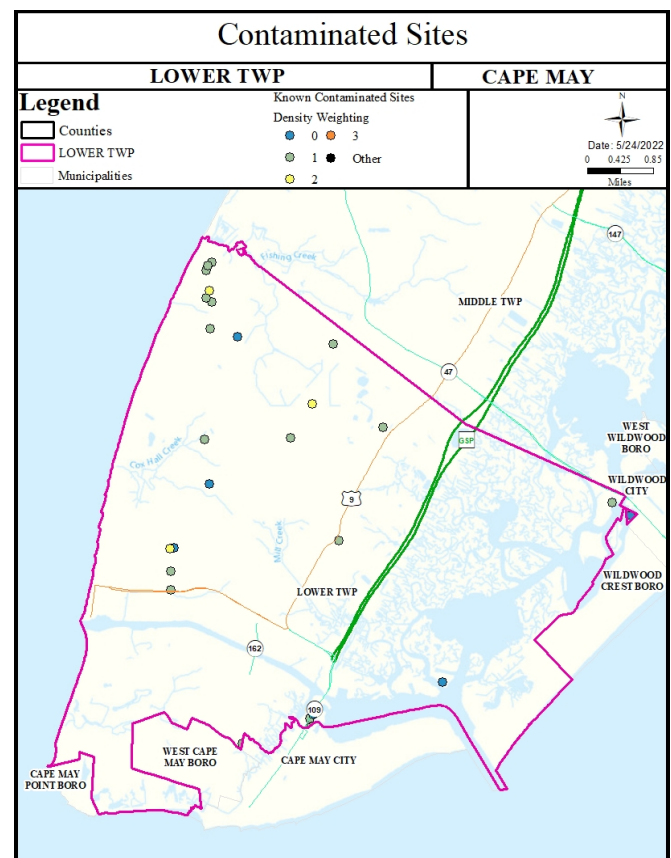 Contaminated Sites
LOWER TWP
CAPE MAY
Legend
Counties
LOWER TWP
Municipalities
Known Contaminated Sites
Density Weighting
0 3
1 Other
2
N
Date: 5/24/2022
0 0.425 0.85
Miles
147
Fishing Creek
MIDDLE TWP
47
GSP
WEST
WILDWOOD
BORO
WILDWOOD
CITY
Cox Hall Creek
9
Mill Creek
WILDWOOD
CREST BORO
LOWER TWP
162
109
WEST CAPE
MAY BORO
CAPE MAY CITY
CAPE MAY
POINT BORO